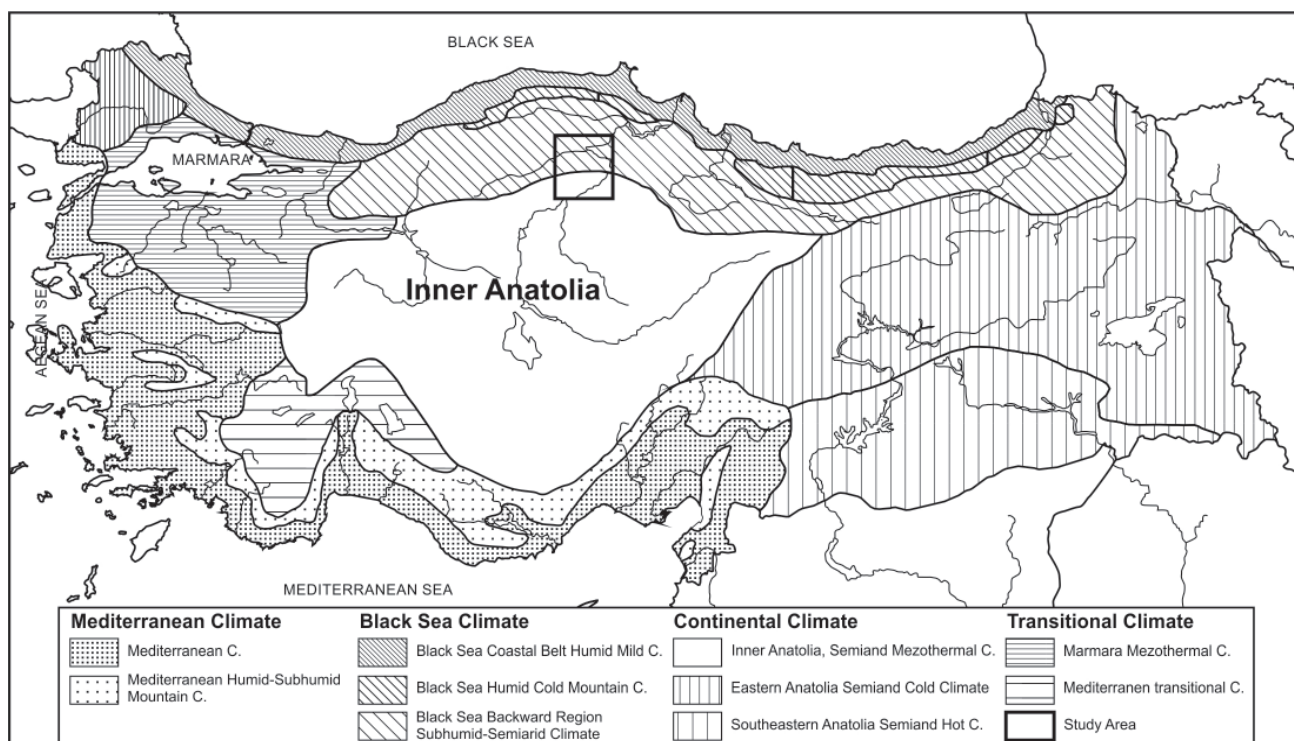 BLACK SEA
MARMARA
AEGEAN SEA
Inner Anatolia
MEDITERRANEAN SEA
Mediterranean Climate
Mediterranean C.
Mediterranean Humid-Subhumid
Mountain C.
Black Sea Climate
Black Sea Coastal Belt Humid Mild C.
Black Sea Humid Cold Mountain C.
Black Sea Backward Region
Subhumid-Semiarid Climate
Continental Climate
Inner Anatolia, Semiand Mezothermal C.
Eastern Anatolia Semiand Cold Climate
Southeastern Anatolia Semiand Hot C.
Transitional Climate
Marmara Mezothermal C.
Mediterranen transitional C.
Study Area